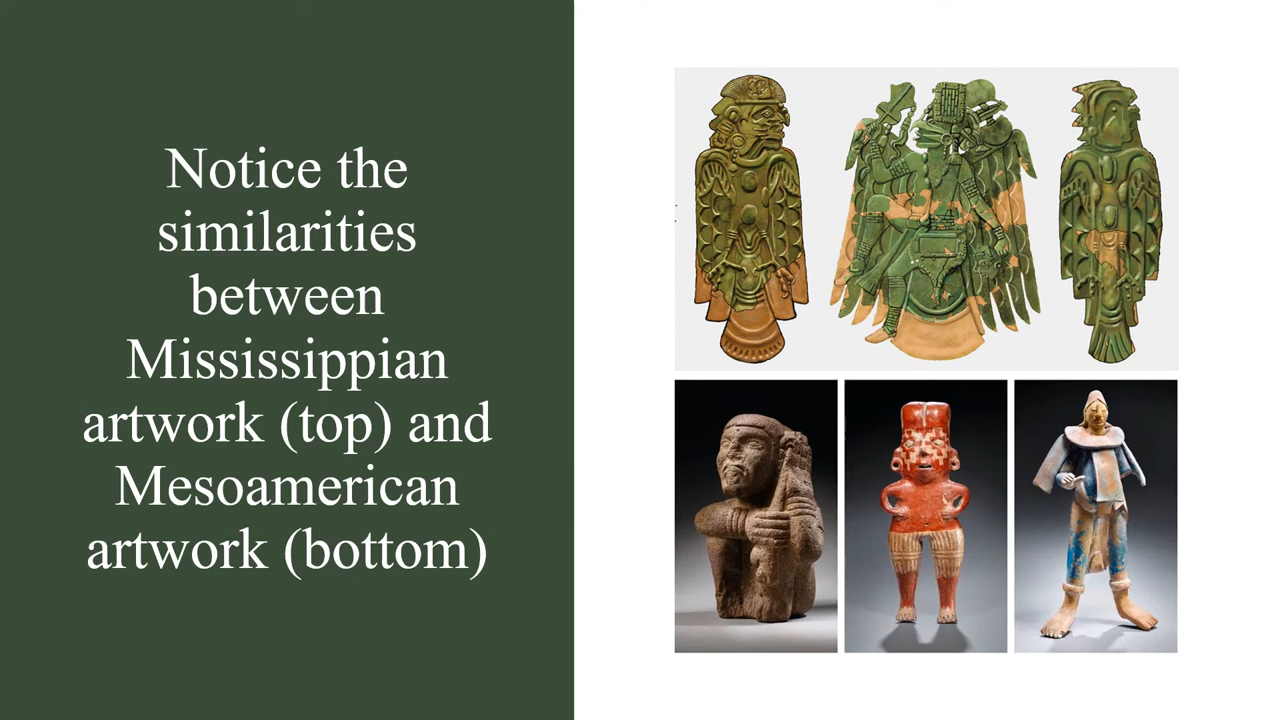 Notice the
similarities
between
Mississippian
artwork (top) and
Mesoamerican
artwork (bottom)